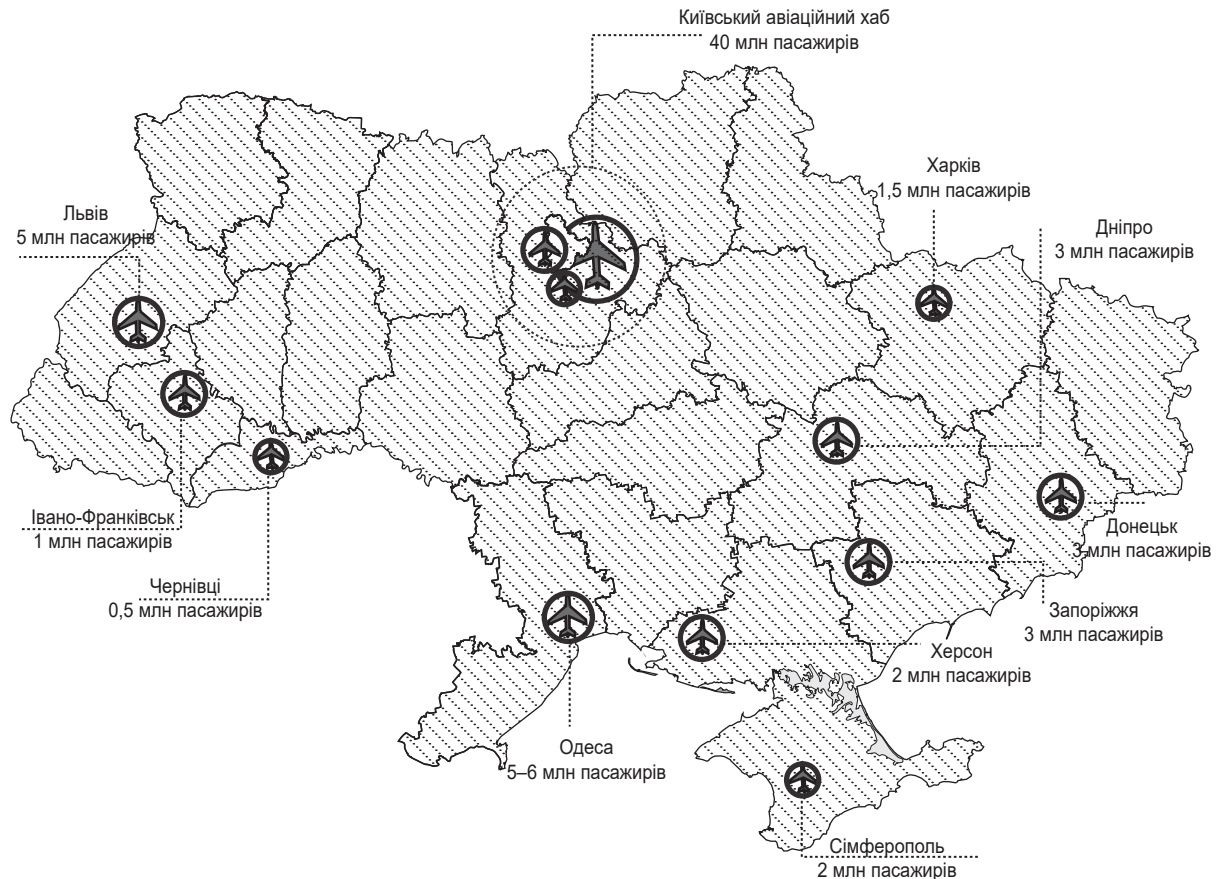 Київський авіаційний хаб
40 млн пасажирів
Харків
1,5 млн пасажирів
Львів
5 млн пасажирів
Дніпро
3 млн пасажирів
Івано-Франківськ
1 млн пасажирів
Донецьк
3 млн пасажирів
Чернівці
0,5 млн пасажирів
Запоріжжя
3 млн пасажирів
Херсон
2 млн пасажирів
Одеса
5–6 млн пасажирів
Сімферополь
2 млн пасажирів